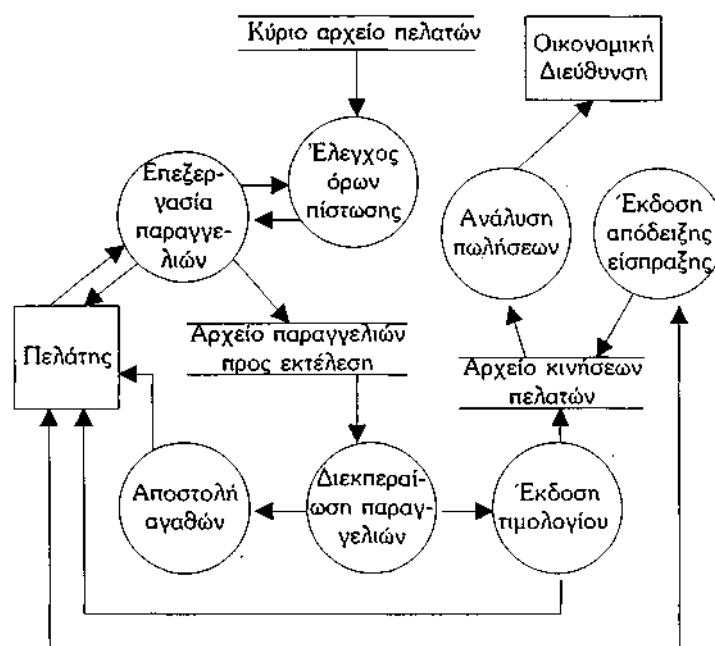 Κύριο αρχείο πελατών
Οικονομική
Διεύθυνση
Επεξερ-
γασία
παραγγε-
λιών
Έλεγχος
όρων
πίστωσης
Ανάλυση
πωλήσεων
Έκδοση
απόδειξης
είσπραξης
Πελάτης
Αρχείο παραγγελιών
προς εκτέλεση
Αρχείο κινήσεων
πελατών
Αποστολή
αγαθών
Διεκπεραί-
ωση παραγ-
γελιών
Έκδοση
τιμολογίου